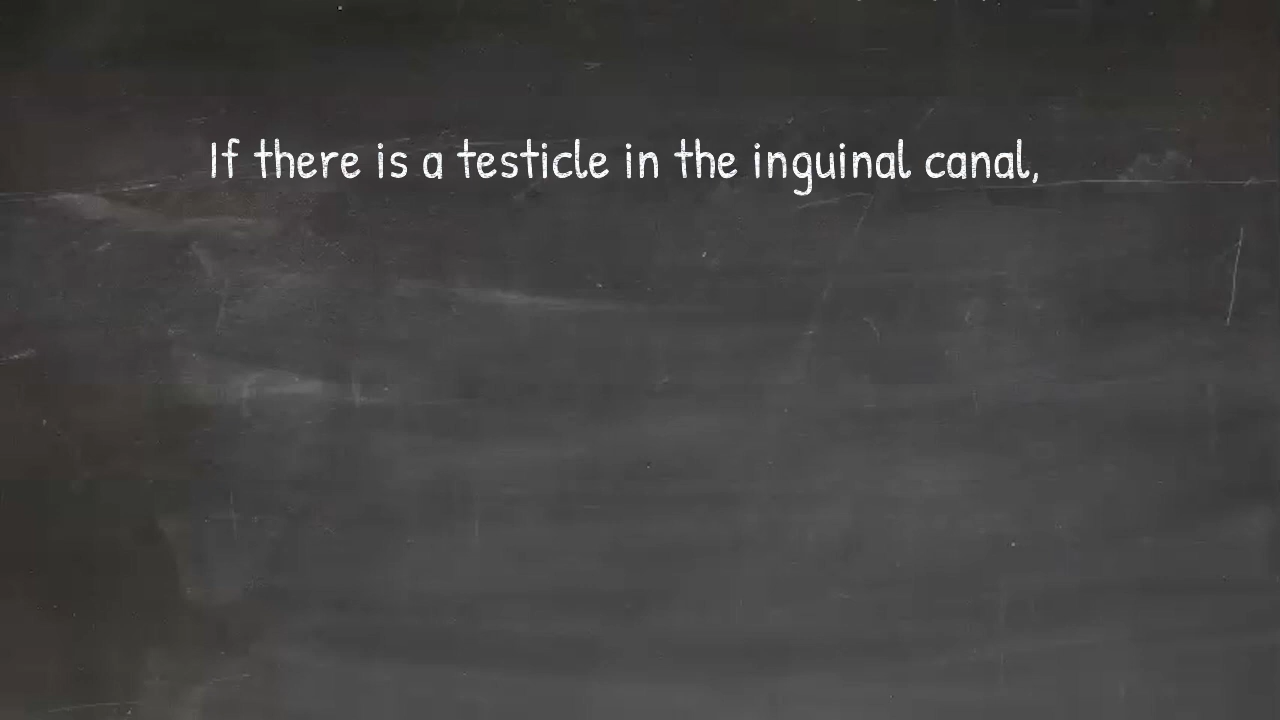 If there is a testicle in the inguinal canal,